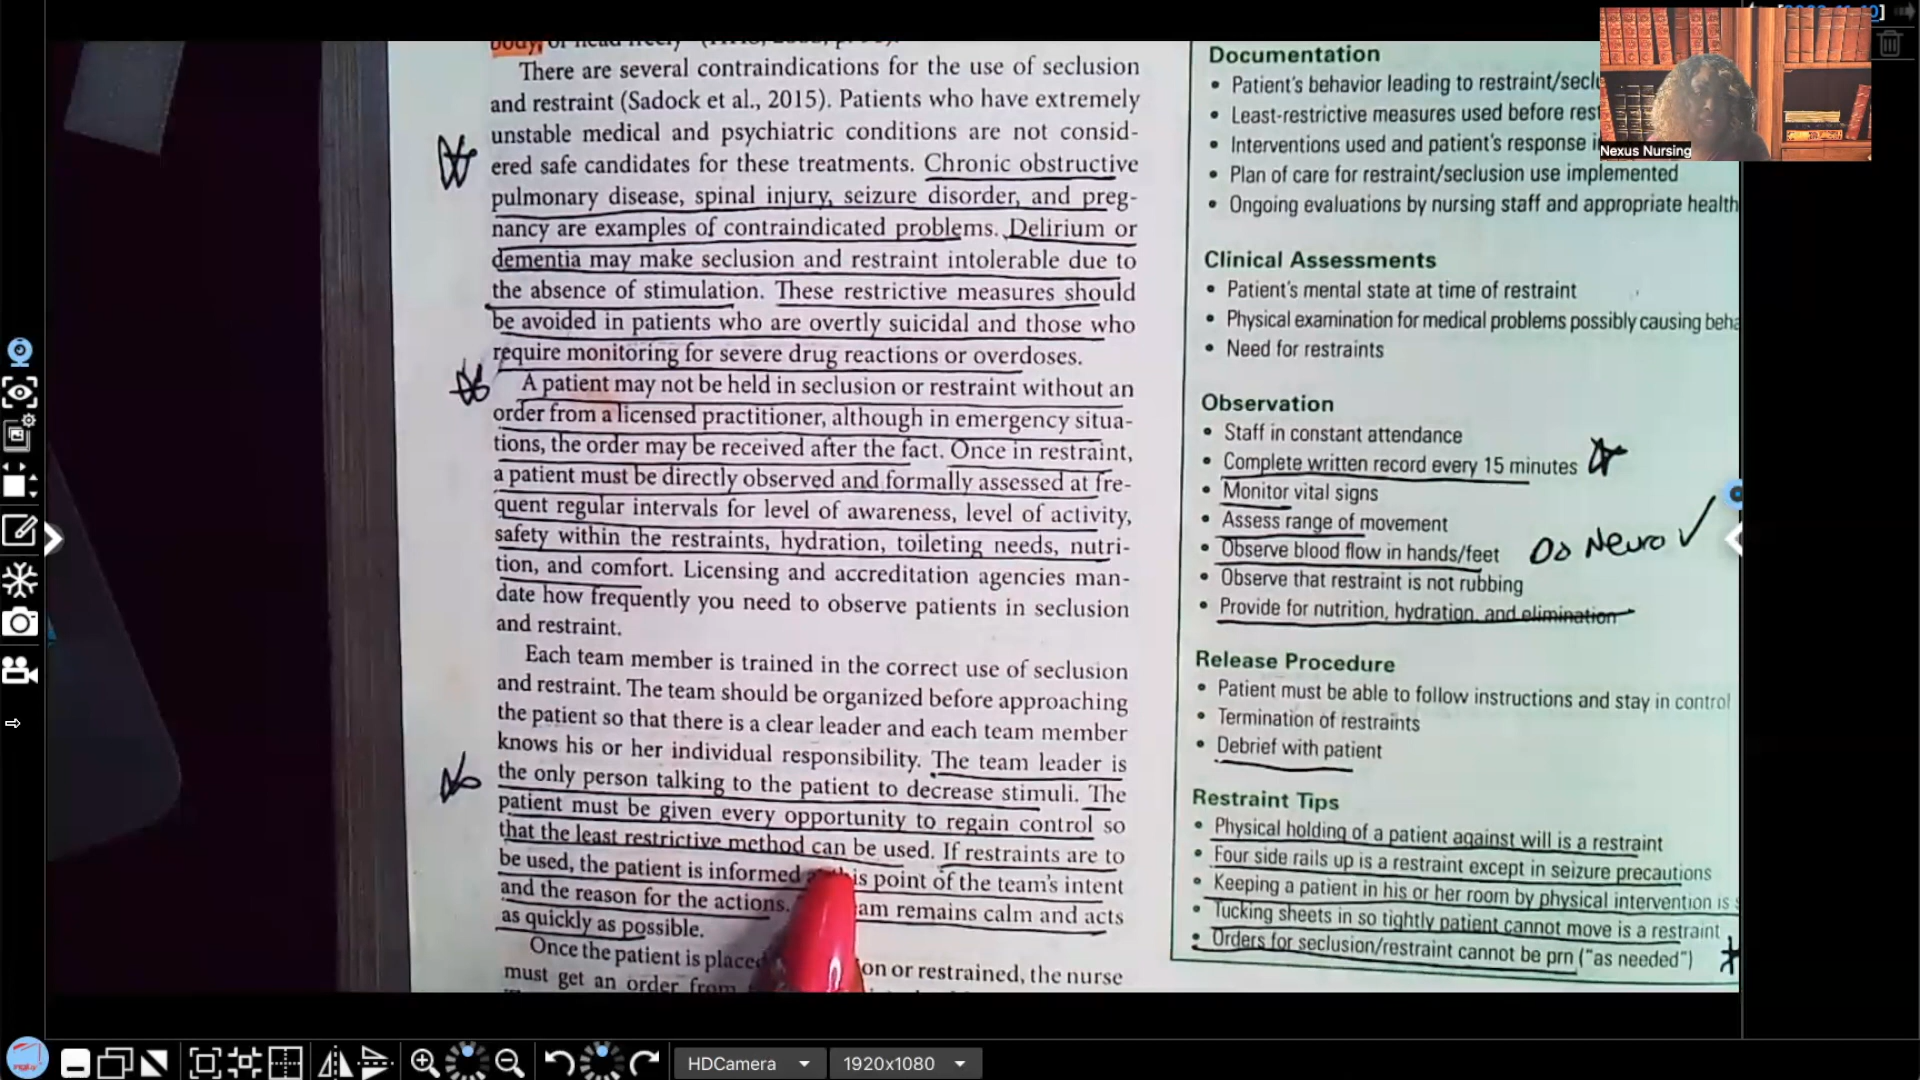 body, or head freely"
There are several contraindications for the use of seclusion
and restraint (Sadock et al., 2015). Patients who have extremely
unstable medical and psychiatric conditions are not consid-
ered safe candidates for these treatments. Chronic obstructive
pulmonary disease, spinal injury, seizure disorder, and preg-
nancy are examples of contraindicated problems. Delirium or
dementia may make seclusion and restraint intolerable due to
the absence of stimulation. These restrictive measures should
be avoided in patients who are overtly suicidal and those who
require monitoring for severe drug reactions or overdoses.
A patient may not be held in seclusion or restraint without an
order from a licensed practitioner, although in emergency situa-
tions, the order may be received after the fact. Once in restraint,
a patient must be directly observed and formally assessed at fre-
quent regular intervals for level of awareness, level of activity,
safety within the restraints, hydration, toileting needs, nutri-
tion, and comfort. Licensing and accreditation agencies man-
date how frequently you need to observe patients in seclusion
and restraint.
Each team member is trained in the correct use of seclusion
and restraint. The team should be organized before approaching
the patient so that there is a clear leader and each team member
knows his or her individual responsibility. The team leader is
the only person talking to the patient to decrease stimuli. The
patient must be given every opportunity to regain control so
that the least restrictive method can be used. If restraints are to
be used, the patient is informed this point of the team's intent
and the reason for the actions. am remains calm and acts
as quickly as possible.
Once the patient is placed on or restrained, the nurse
must get an order from
Documentation
• Patient's behavior leading to restraint/secl
• Least-restrictive measures used before rest
• Interventions used and patient's response i
• Plan of care for restraint/seclusion use implemented
• Ongoing evaluations by nursing staff and appropriate health
Clinical Assessments
• Patient's mental state at time of restraint
• Physical examination for medical problems possibly causing beha
• Need for restraints
Observation
• Staff in constant attendance
• Complete written record every 15 minutes
• Monitor vital signs
• Assess range of movement
• Observe blood flow in hands/feet Do Neuro ✓
• Observe that restraint is not rubbing
• Provide for nutrition, hydration, and elimination
Release Procedure
• Patient must be able to follow instructions and stay in control
• Termination of restraints
• Debrief with patient
Restraint Tips
• Physical holding of a patient against will is a restraint
• Four side rails up is a restraint except in seizure precautions
• Keeping a patient in his or her room by physical intervention is s
• Tucking sheets in so tightly patient cannot move is a restraint
• Orders for seclusion/restraint cannot be prn ("as needed")
Nexus Nursing
HDCamera
1920x1080